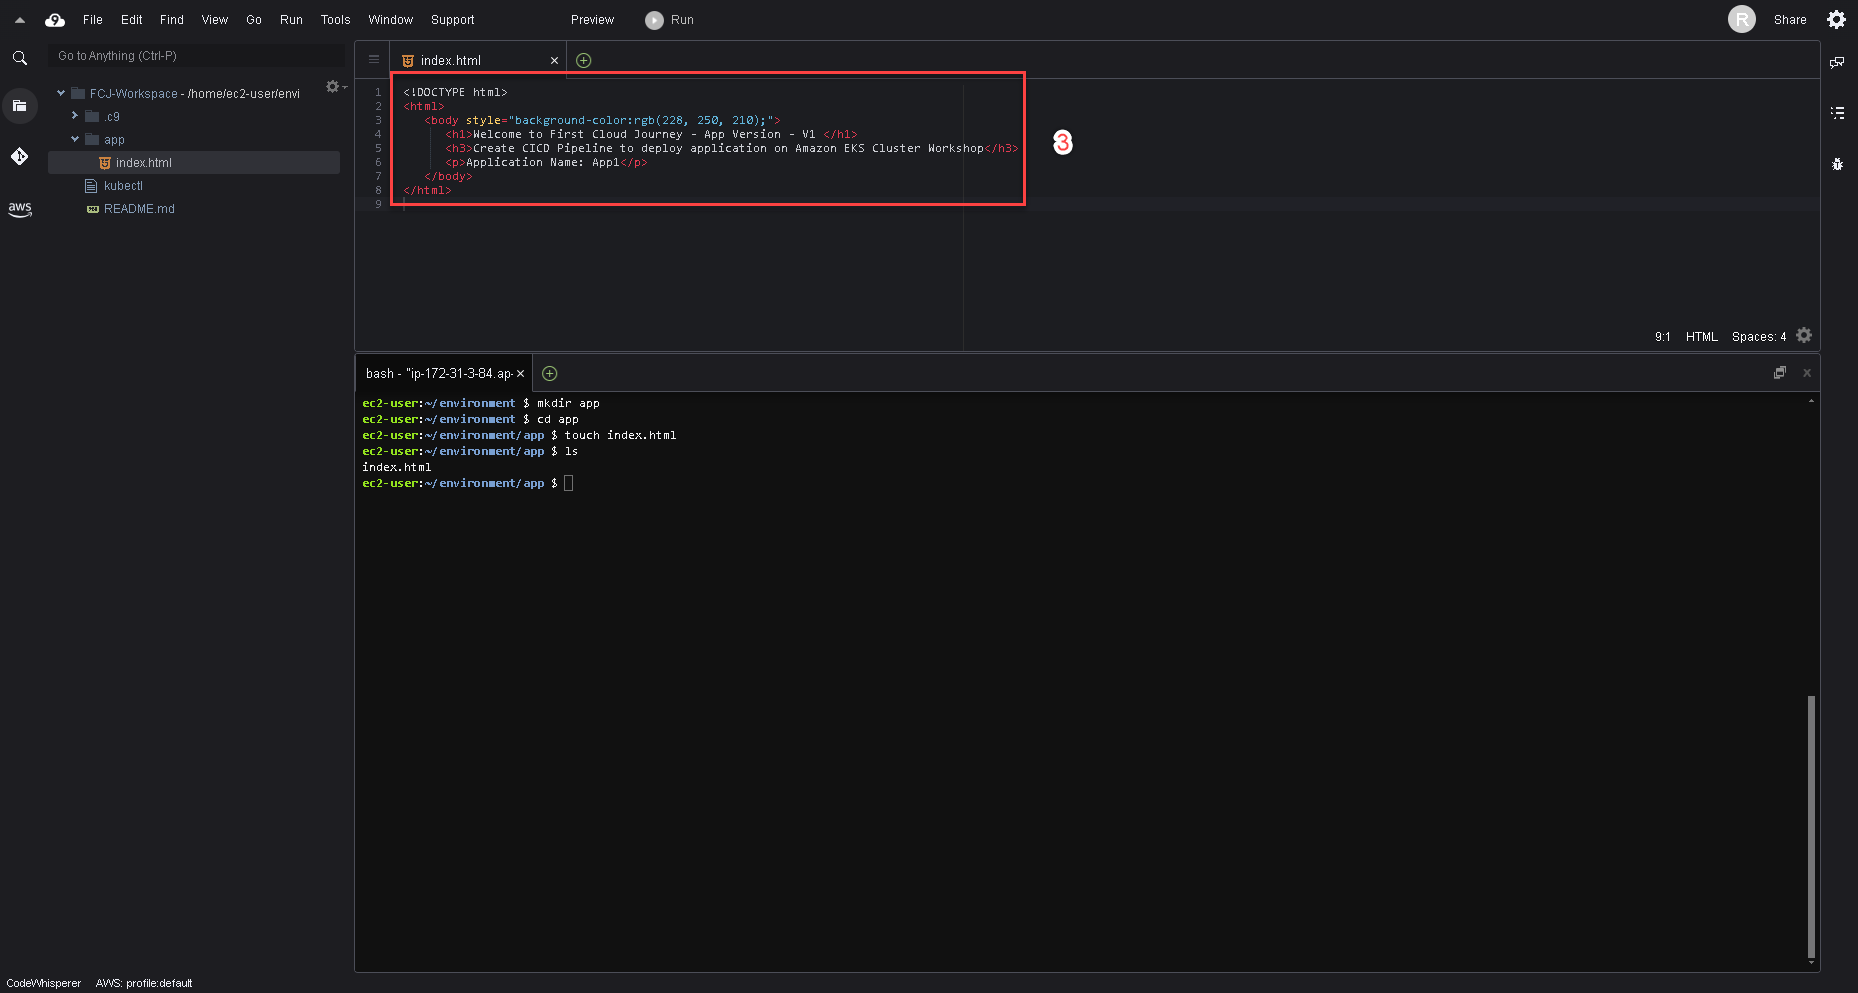 9 File Edit Find View Go Run Tools Window Support Preview Run R Share
Go to Anything (Ctrl-P)
FCJ-Workspace - /home/ec2-user/envi
.c9
app
index.html
kubectl
README.md
aws
index.html
1 <!DOCTYPE html>
2 <html>
3 <body style="background-color:rgb(228, 250, 210);">
4 <h1>Welcome to First Cloud Journey - App Version - V1 </h1>
5 <h3>Create CICD Pipeline to deploy application on Amazon EKS Cluster Workshop</h3>
6 <p>Application Name: App1</p>
7 </body>
8 </html>
9
3
9:1 HTML Spaces: 4
bash - "ip-172-31-3-84.ap-
ec2-user:~/environment $ mkdir app
ec2-user:~/environment $ cd app
ec2-user:~/environment/app $ touch index.html
ec2-user:~/environment/app $ ls
index.html
ec2-user:~/environment/app $
CodeWhisperer AWS: profile:default